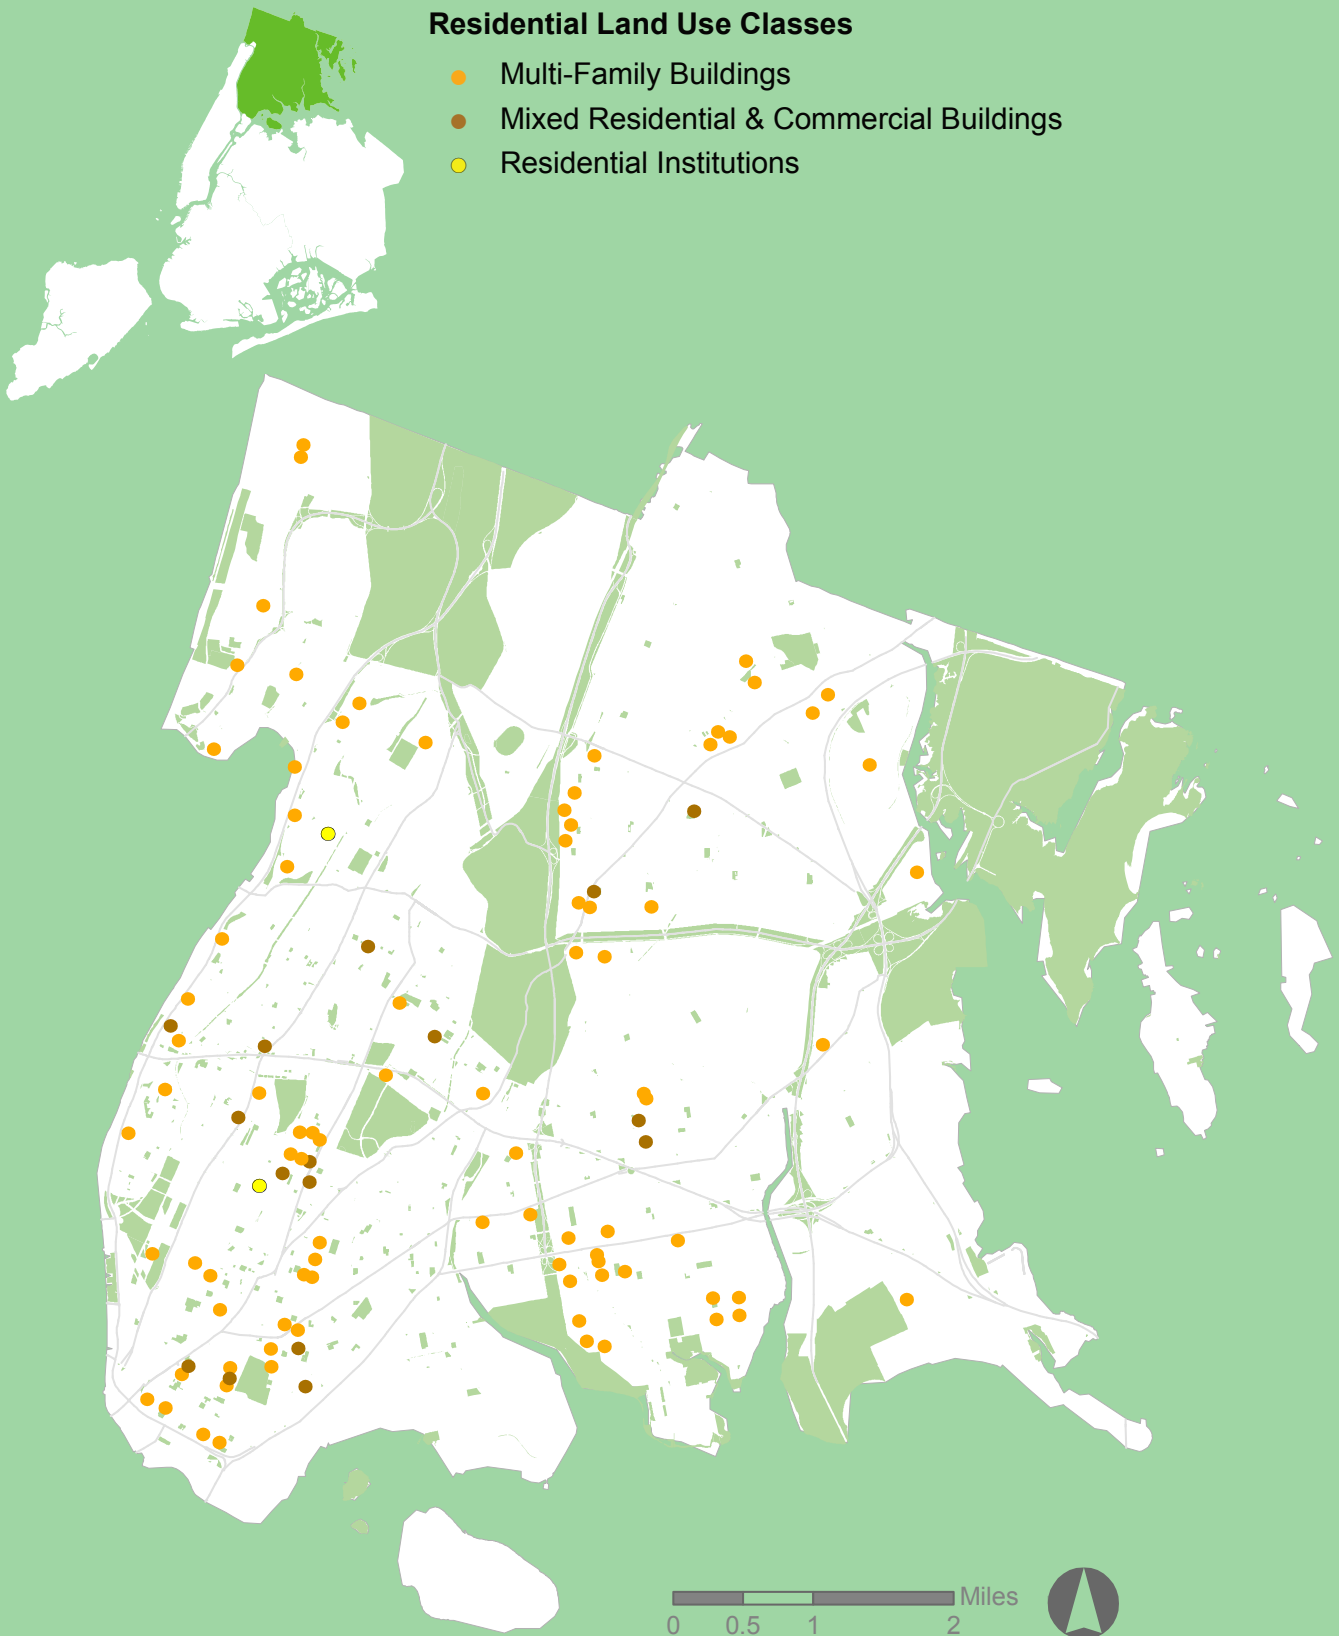 Residential Land Use Classes
Multi-Family Buildings
Mixed Residential & Commercial Buildings
Residential Institutions
Miles
0 0.5 1 2